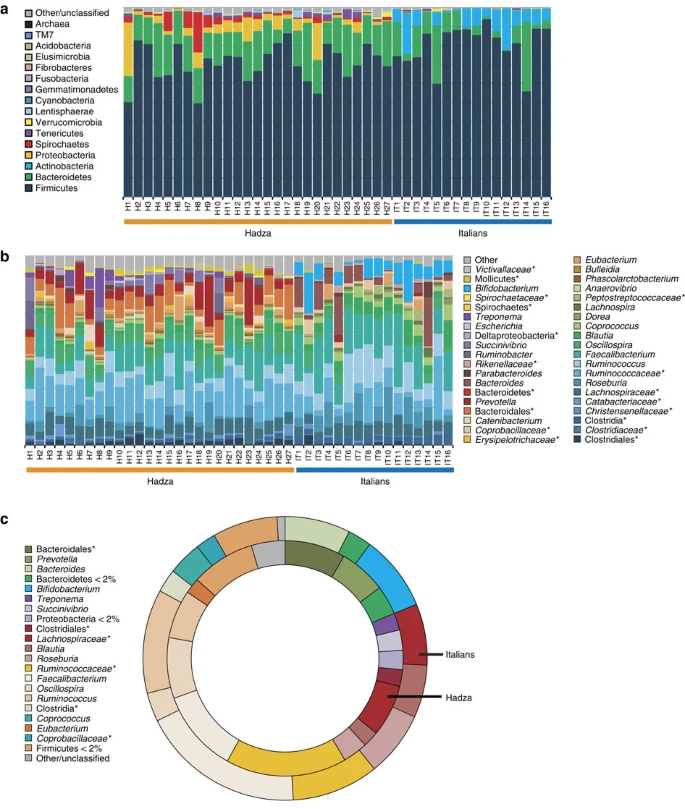 a
Other/unclassified
Archaea
TM7
Acidobacteria
Elusimicrobia
Fibrobacteres
Fusobacteria
Gemmatimonadetes
Cyanobacteria
Lentisphaerae
Verrucomicrobia
Tenericutes
Spirochaetes
Proteobacteria
Actinobacteria
Bacteroidetes
Firmicutes
H1 H2 H3 H4 H5 H6 H7 H8 H9 H10 H11 H12 H13 H14 H15 H16 H17 H18 H19 H20 H21 H22 H23 H24 H25 H26 H27 IT1 IT2 IT3 IT4 IT5 IT6 IT7 IT8 IT9 IT10 IT11 IT12 IT13 IT14 IT15 IT16
Hadza Italians
b
H1 H2 H3 H4 H5 H6 H7 H8 H9 H10 H11 H12 H13 H14 H15 H16 H17 H18 H19 H20 H21 H22 H23 H24 H25 H26 H27 IT1 IT2 IT3 IT4 IT5 IT6 IT7 IT8 IT9 IT10 IT11 IT12 IT13 IT14 IT15 IT16
Hadza Italians
Other
Victivallaceae*
Mollicutes*
Bifidobacterium
Spirochaetaceae*
Spirochaetes*
Treponema
Escherichia
Deltaproteobacteria*
Succinivibrio
Ruminobacter
Rikenellaceae*
Parabacteroides
Bacteroides
Bacteroidetes*
Prevotella
Bacteroidales*
Catenibacterium
Coprobacillaceae*
Erysipelotrichaceae*
Eubacterium
Bulleidia
Phascolarctobacterium
Anaerovibrio
Peptostreptococcaceae*
Lachnospira
Dorea
Coprococcus
Blautia
Oscillospira
Faecalibacterium
Ruminococcus
Ruminococcaceae*
Roseburia
Lachnospiraceae*
Catabacteriaceae*
Christensenellaceae*
Clostridia*
Clostridiaceae*
Clostridiales*
c
Bacteroidales*
Prevotella
Bacteroides
Bacteroidetes < 2%
Bifidobacterium
Treponema
Succinivibrio
Proteobacteria < 2%
Clostridiales*
Lachnospiraceae*
Blautia
Roseburia
Ruminococcaceae*
Faecalibacterium
Oscillospira
Ruminococcus
Clostridia*
Coprococcus
Eubacterium
Coprobacillaceae*
Firmicutes < 2%
Other/unclassified
Italians
Hadza